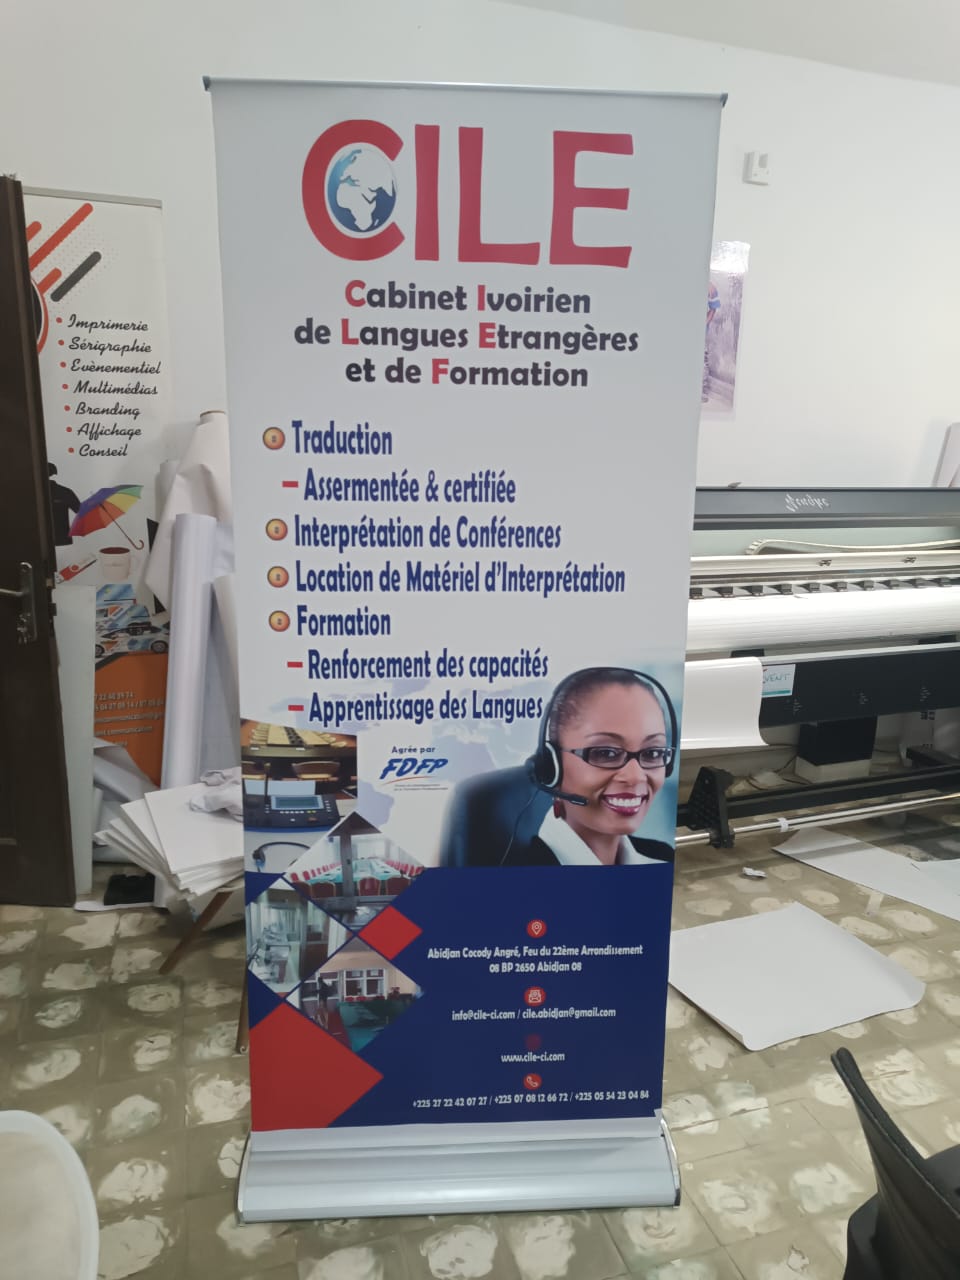 CILE
Cabinet Ivoirien
de Langues Etrangères
et de Formation
Traduction
– Assermentée & certifiée
Interprétation de Conférences
Location de Matériel d'Interprétation
Formation
– Renforcement des capacités
– Apprentissage des Langues
Agrée par
FDFP
Abidjan Cocody Angré, Feu du 22ème Arrondissement
08 BP 2650 Abidjan 08
info@cile-ci.com / cile.abidjan@gmail.com
www.cile-ci.com
+225 27 22 42 07 27 / +225 07 08 12 66 72 / +225 05 54 23 04 84
• Imprimerie
• Sérigraphie
• Evènementiel
• Multimédias
• Branding
• Affichage
• Conseil